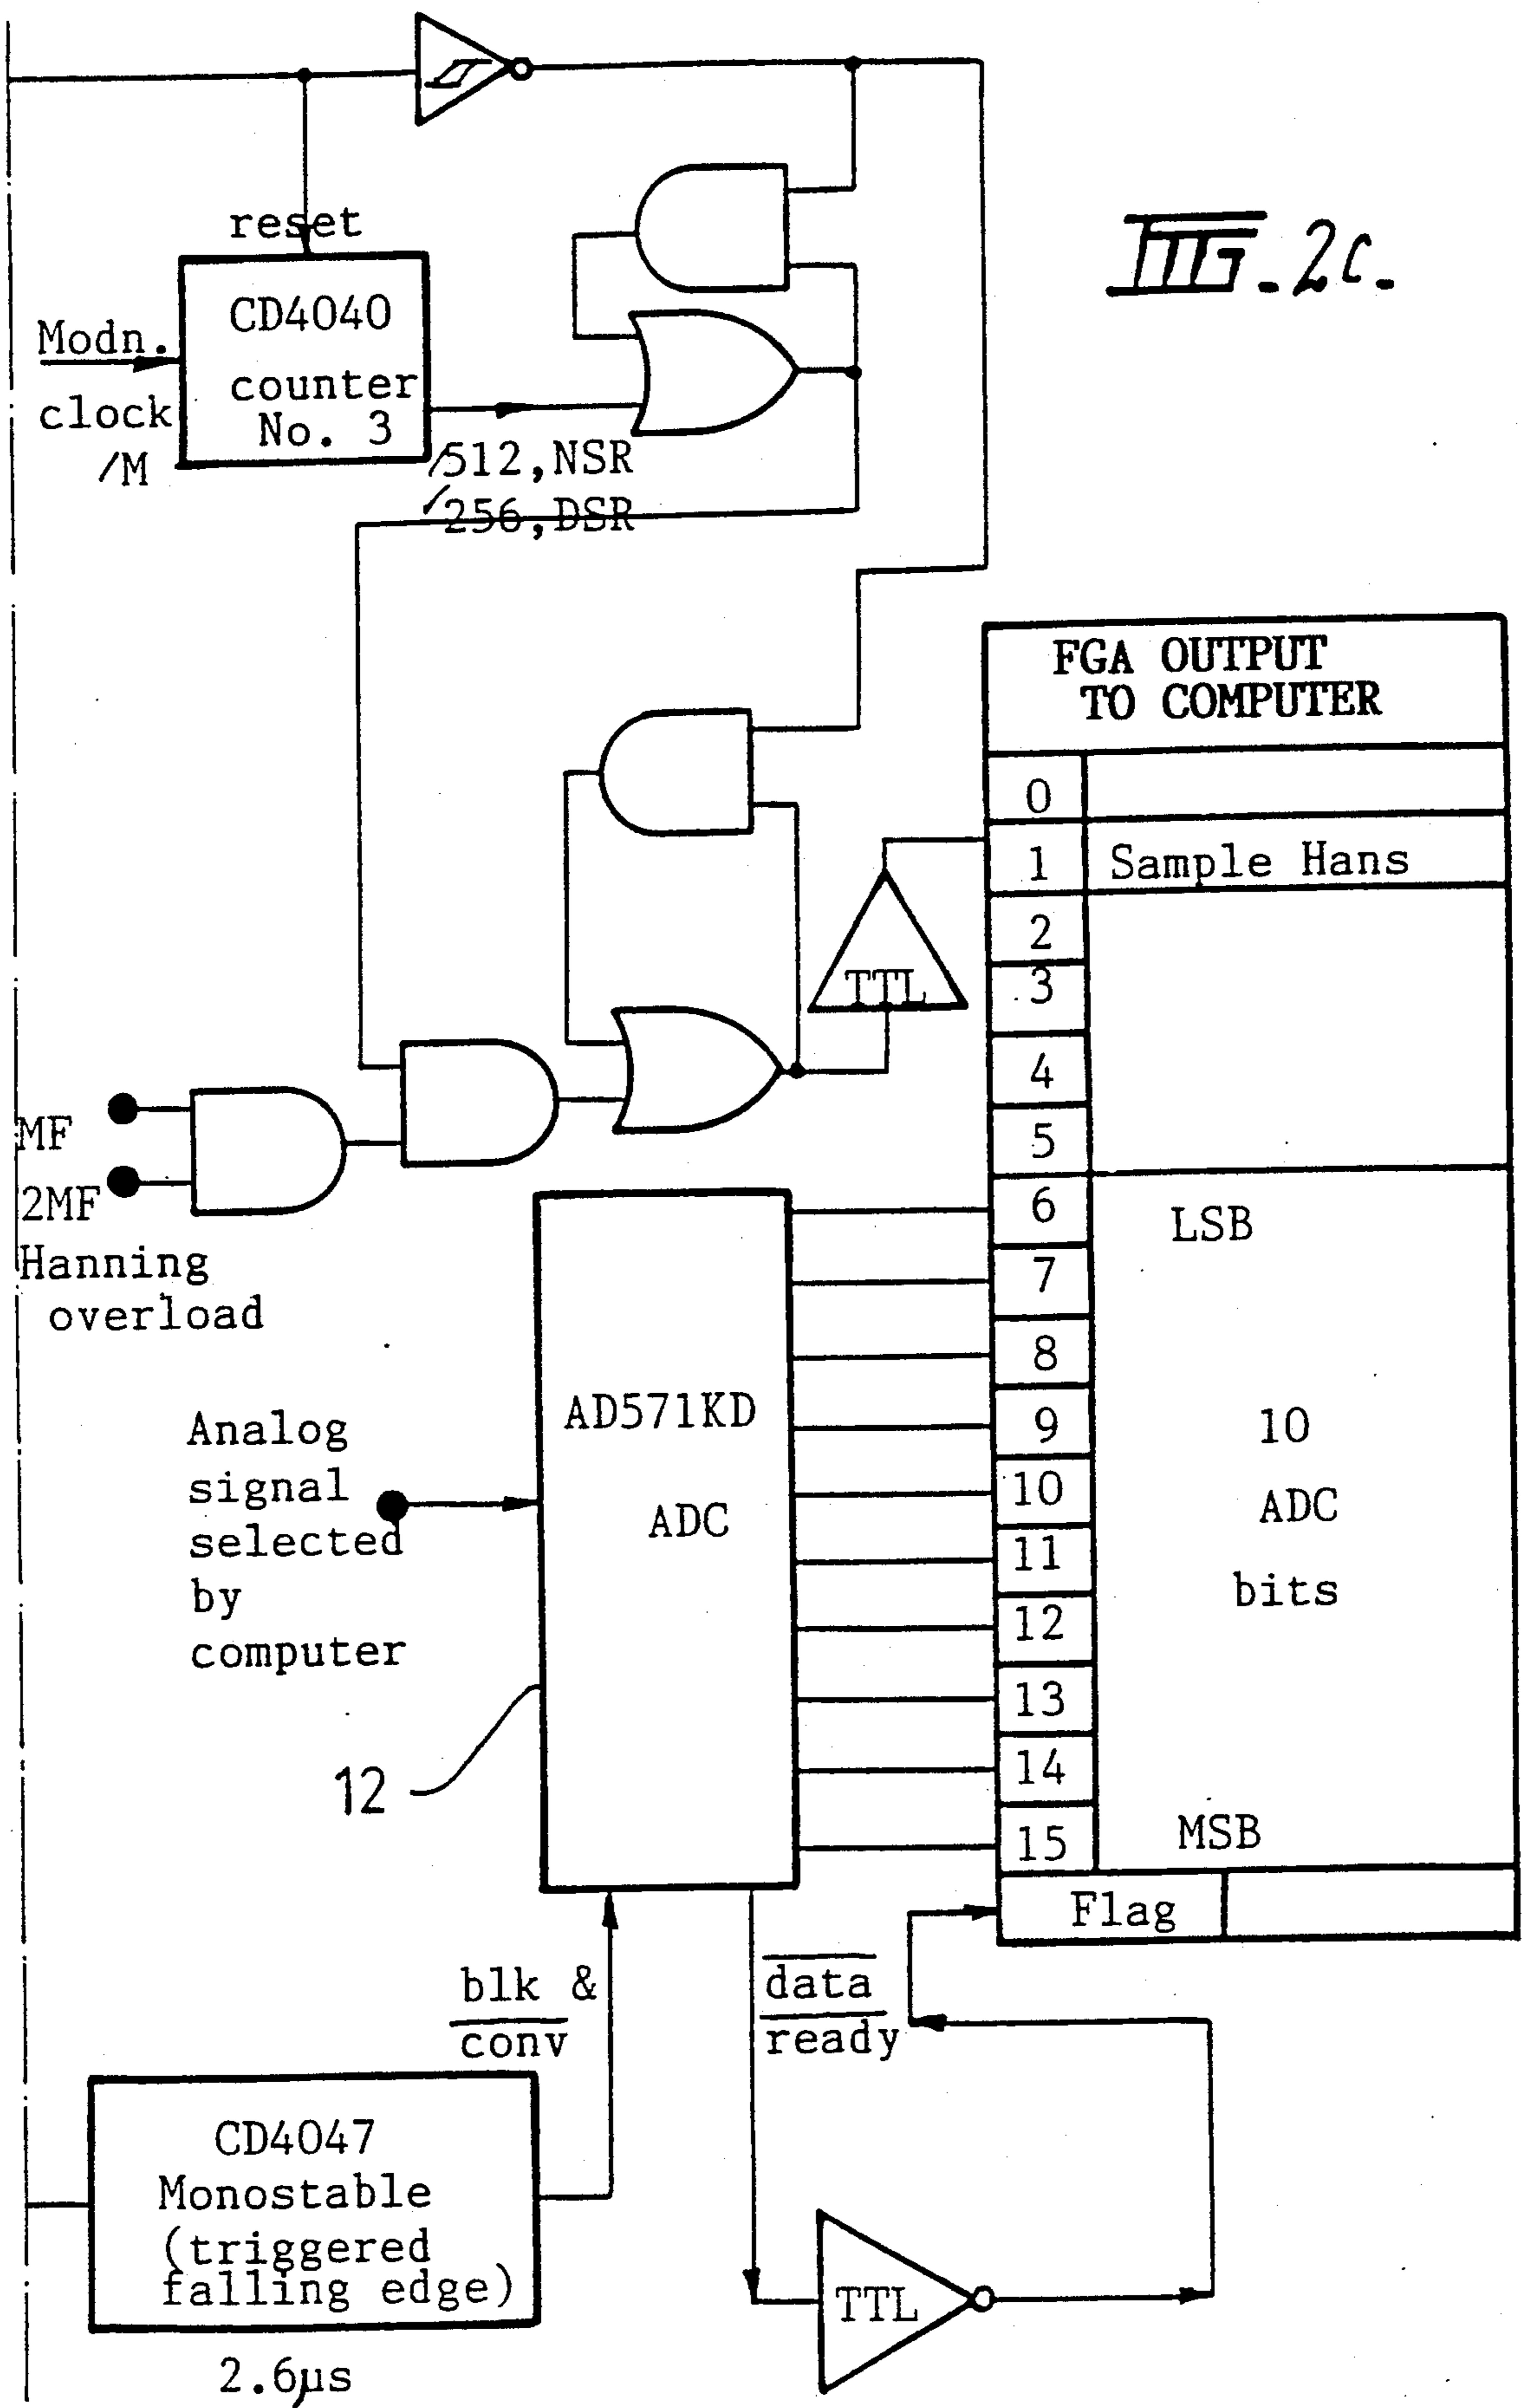 FIG. 2c.
reset
CD4040
counter
No. 3
Modn.
clock
/M
/512,NSR
/256,DSR
FGA OUTPUT
TO COMPUTER
0
1 Sample Hans
2
3
4
5
6 LSB
7
8
9 10
10 ADC
11
12 bits
13
14
15 MSB
Flag
TTL
MF
2MF
Hanning
overload
AD571KD
ADC
Analog
signal
selected
by
computer
12
blk &
conv
data
ready
CD4047
Monostable
(triggered
falling edge)
2.6µs
TTL